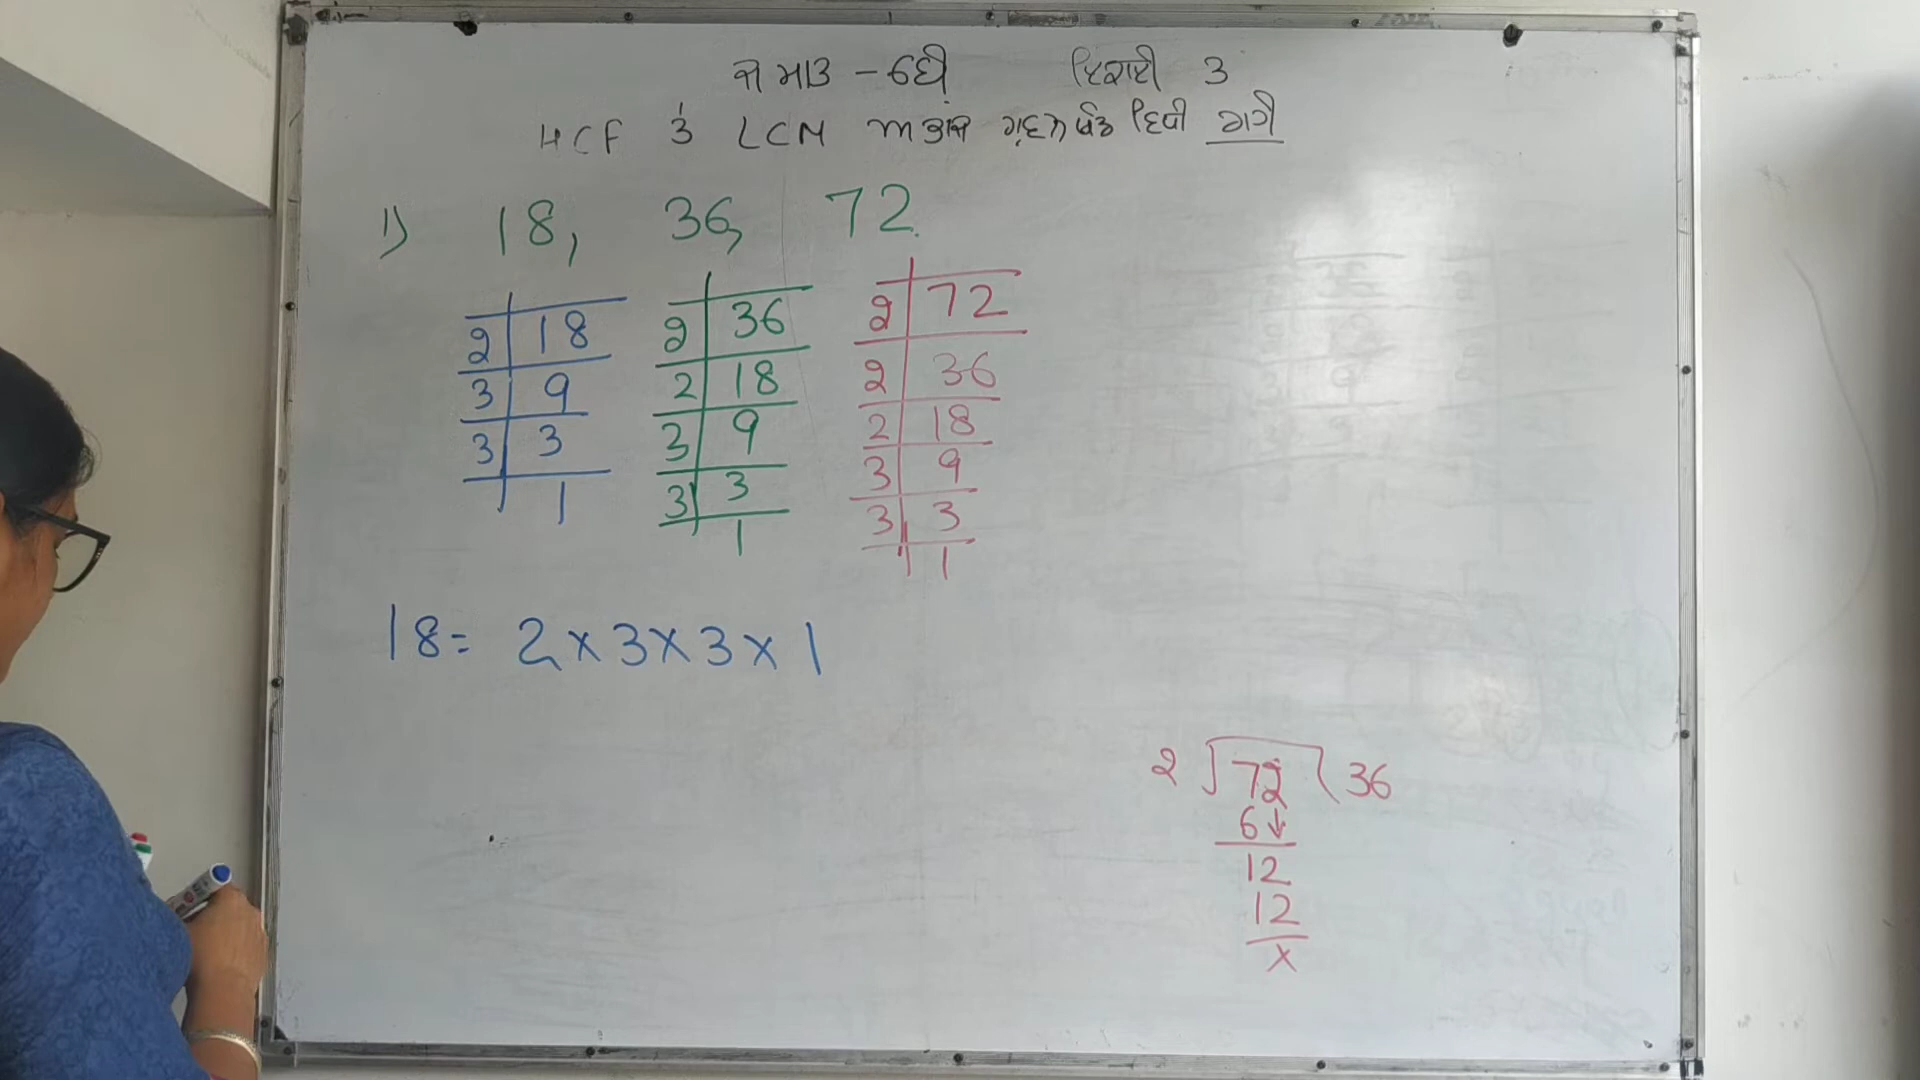 ਜਮਾਤ - 6ਵੀਂ 3
HCF ਤੇ LCM ਅਭਾਜ ਗੁਣਨਖੰਡ ਵਿਧੀ ਰਾਹੀਂ
1) 18, 36, 72.
2 | 18
3 | 9
3 | 3
1
2 | 36
2 | 18
3 | 9
3 | 3
1
2 | 72
2 | 36
2 | 18
3 | 9
3 | 3
1
18 = 2 × 3 × 3 × 1
2 ) 72 ( 36
6↓
12
12
×